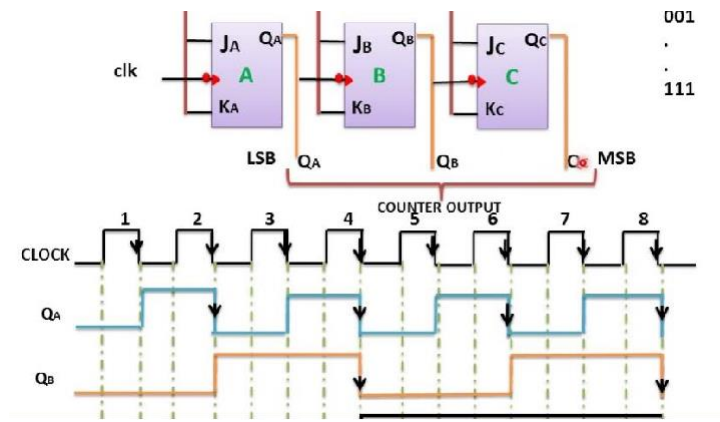 001
.
.
111
JA QA JB QB JC QC
clk A B C
KA KB KC
LSB QA QB MSB
COUNTER OUTPUT
1 2 3 4 5 6 7 8
CLOCK
QA
QB